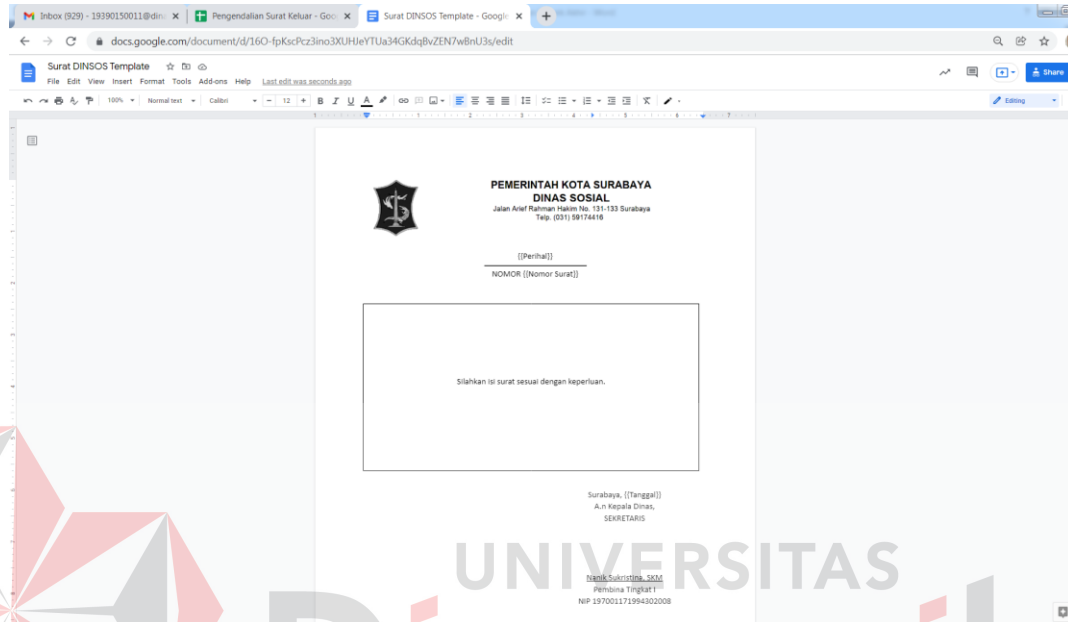 Inbox (929) - 19390150011@din
Pengendalian Surat Keluar - Goo
Surat DINSOS Template - Google
docs.google.com/document/d/16O-fpKscPcz3ino3XUHJeYTUa34GKdqBvZEN7wBnU3s/edit
Surat DINSOS Template
File Edit View Insert Format Tools Add-ons Help Last edit was seconds ago
Share
100% Normal text Calibri - 12 + B I U A
Editing
PEMERINTAH KOTA SURABAYA
DINAS SOSIAL
Jalan Arief Rahman Hakim No. 131-133 Surabaya
Telp. (031) 59174416
{{Perihal}}
NOMOR {{Nomor Surat}}
Silahkan isi surat sesuai dengan keperluan.
Surabaya, {{Tanggal}}
A.n Kepala Dinas,
SEKRETARIS
UNIVERSITAS
Nanik Sukristina, SKM
Pembina Tingkat I
NIP 197001171994302008